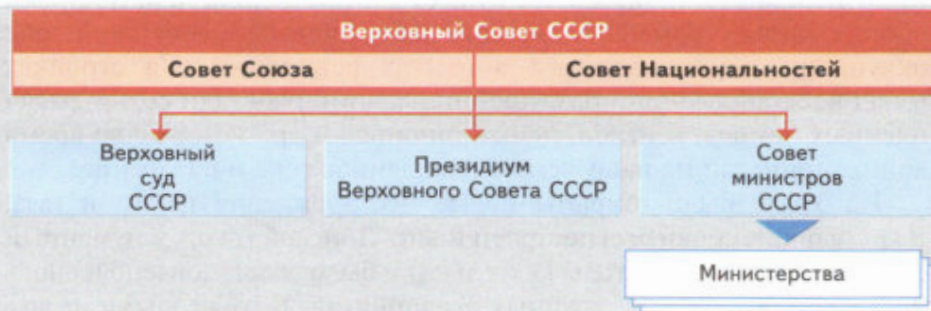 Верховный Совет СССР
Совет Союза
Совет Национальностей
Верховный
суд
СССР
Президиум
Верховного Совета СССР
Совет
министров
СССР
Министерства